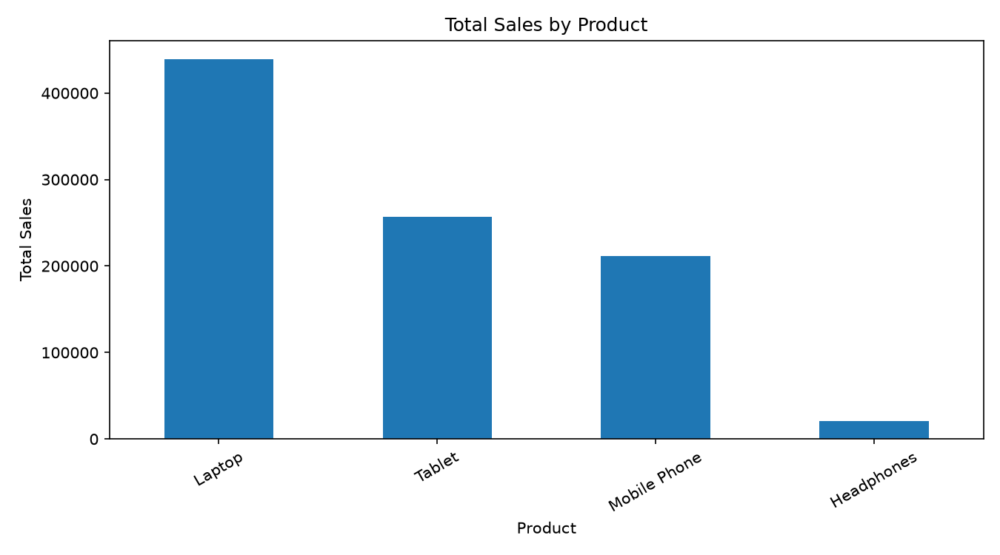 Total Sales by Product
Total Sales
400000
300000
200000
100000
0
Laptop
Tablet
Mobile Phone
Headphones
Product